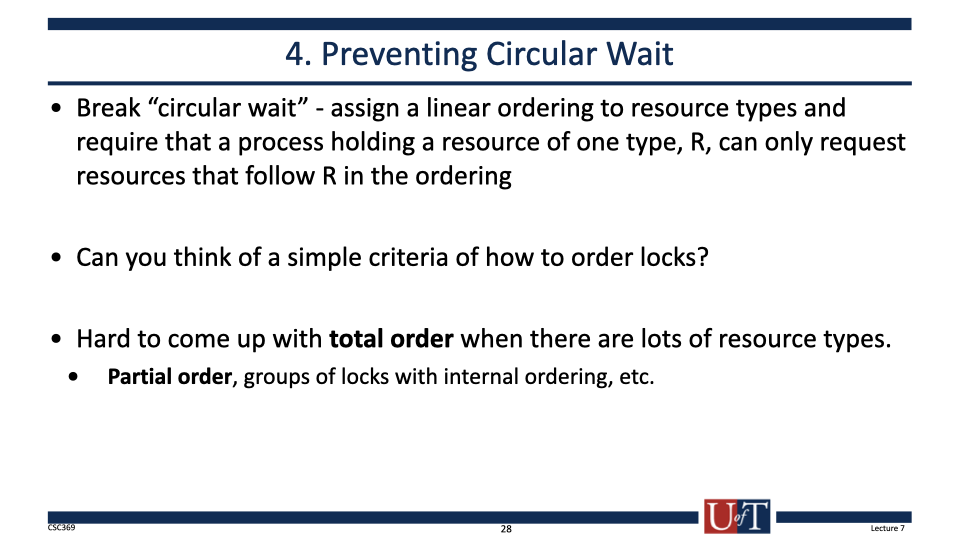 4. Preventing Circular Wait
• Break “circular wait” - assign a linear ordering to resource types and
require that a process holding a resource of one type, R, can only request
resources that follow R in the ordering
• Can you think of a simple criteria of how to order locks?
• Hard to come up with total order when there are lots of resource types.
• Partial order, groups of locks with internal ordering, etc.
CSC369
28
U of T
Lecture 7